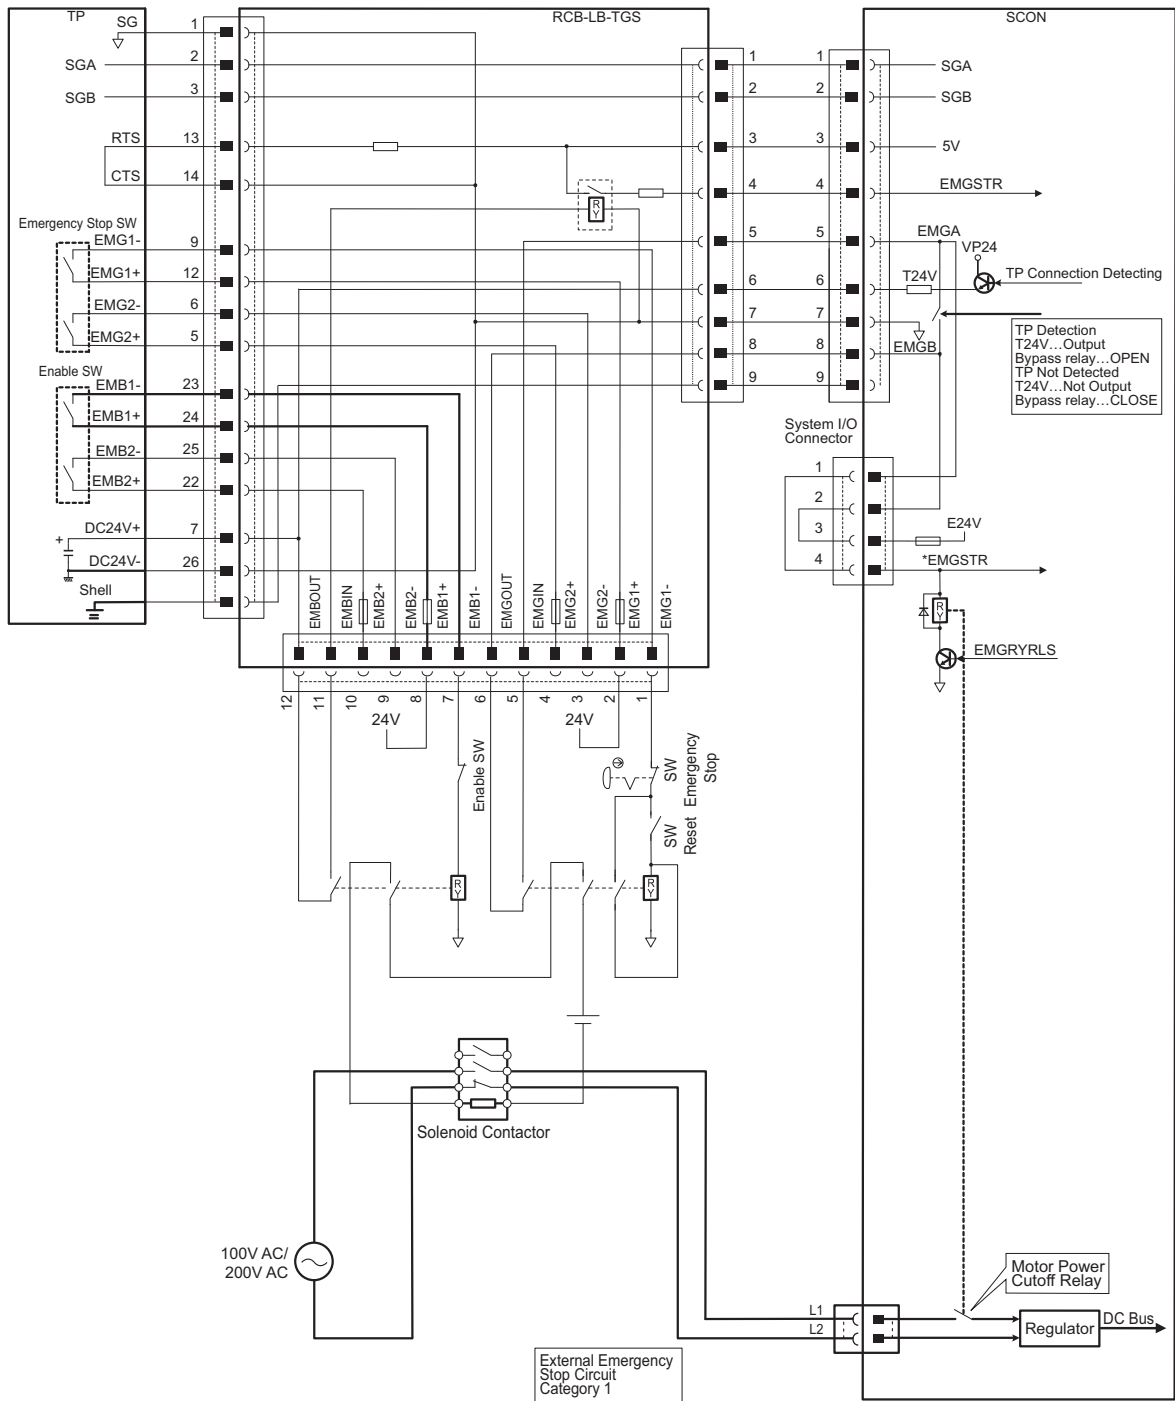 TP
RCB-LB-TGS
SCON
SG
1
SGA
2
1
1
SGA
SGB
3
2
2
SGB
RTS
13
3
3
5V
CTS
14
4
4
EMGSTR
RY
Emergency Stop SW
EMG1-
9
5
5
EMGA
VP24
EMG1+
12
6
6
T24V
TP Connection Detecting
EMG2-
6
7
7
EMG2+
5
8
8
EMGB
TP Detection
T24V…Output
Bypass relay…OPEN
TP Not Detected
T24V…Not Output
Bypass relay…CLOSE
Enable SW
EMB1-
23
9
9
EMB1+
24
System I/O
Connector
EMB2-
25
1
EMB2+
22
2
DC24V+
7
3
E24V
+
DC24V-
26
4
*EMGSTR
Shell
EMBOUT
EMBIN
EMB2+
EMB2-
EMB1+
EMB1-
EMGOUT
EMGIN
EMG2+
EMG2-
EMG1+
EMG1-
RY
EMGRYRLS
12
11
10
9
8
7
6
5
4
3
2
1
24V
24V
Enable SW
Emergency Stop
SW
Reset
SW
RY
RY
Solenoid Contactor
100V AC/
200V AC
Motor Power
Cutoff Relay
L1
L2
Regulator
DC Bus
External Emergency
Stop Circuit
Category 1